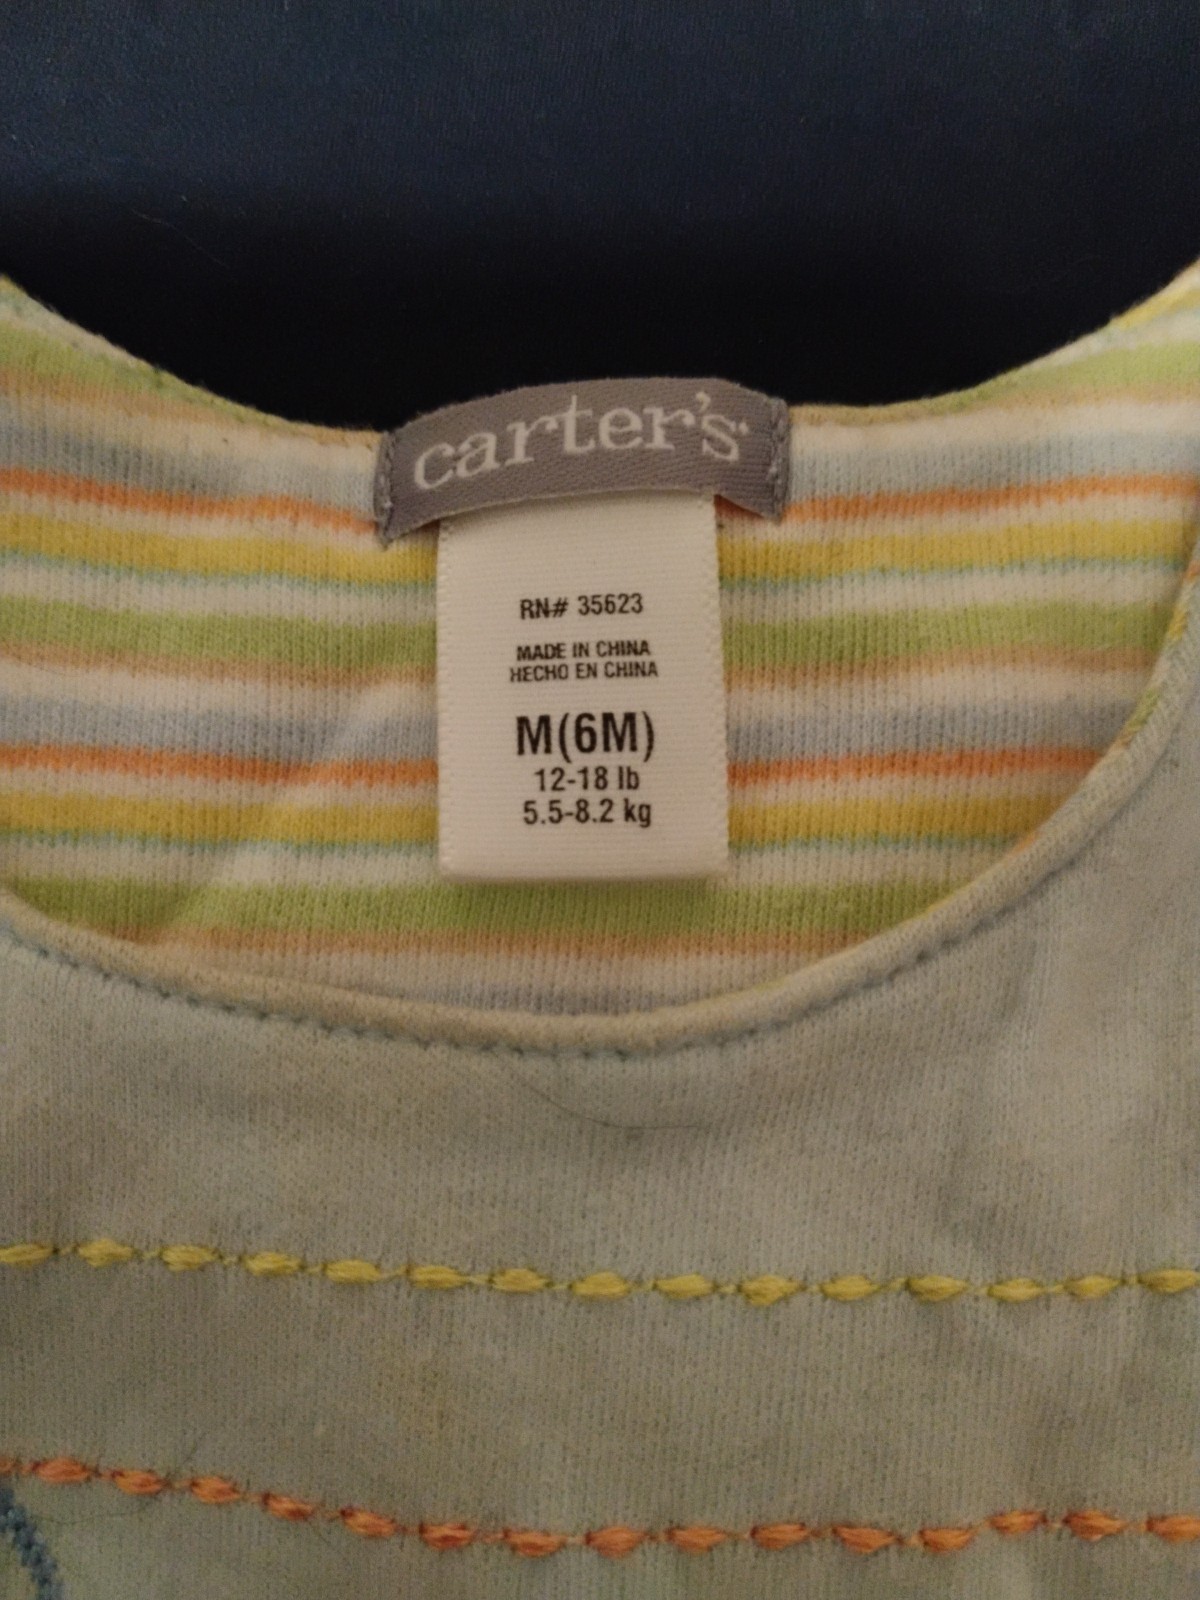 carter's
RN# 35623
MADE IN CHINA
HECHO EN CHINA
M(6M)
12-18 lb
5.5-8.2 kg